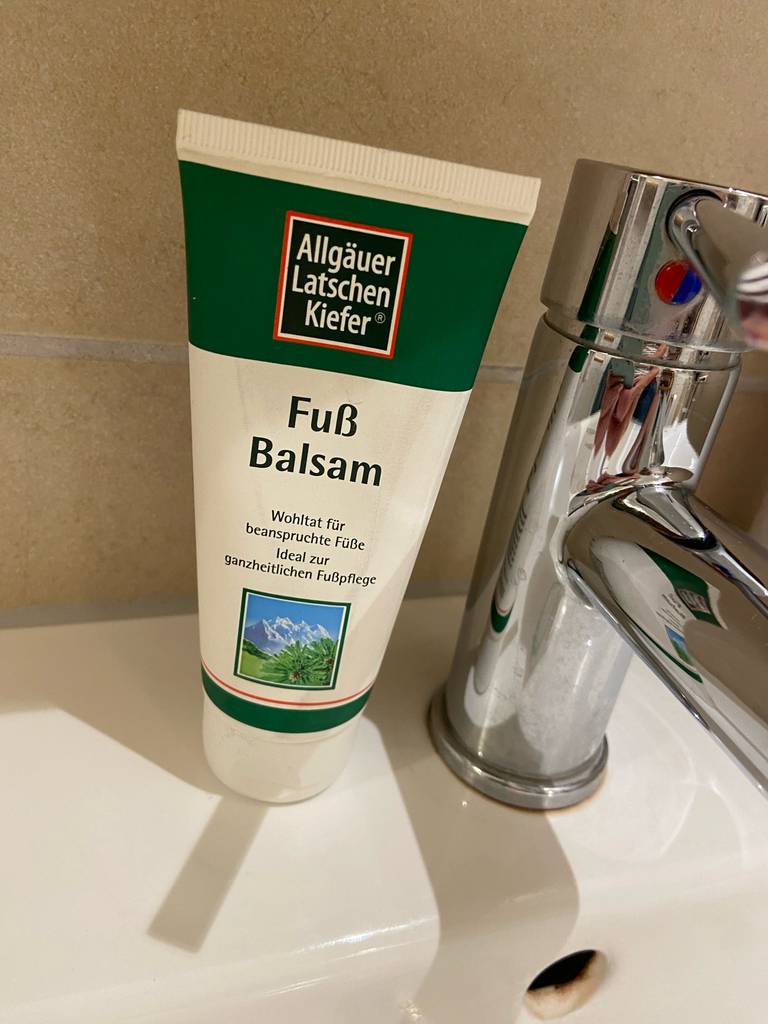 Allgäuer
Latschen
Kiefer®
Fuß
Balsam
Wohltat für
beanspruchte Füße
Ideal zur
ganzheitlichen Fußpflege